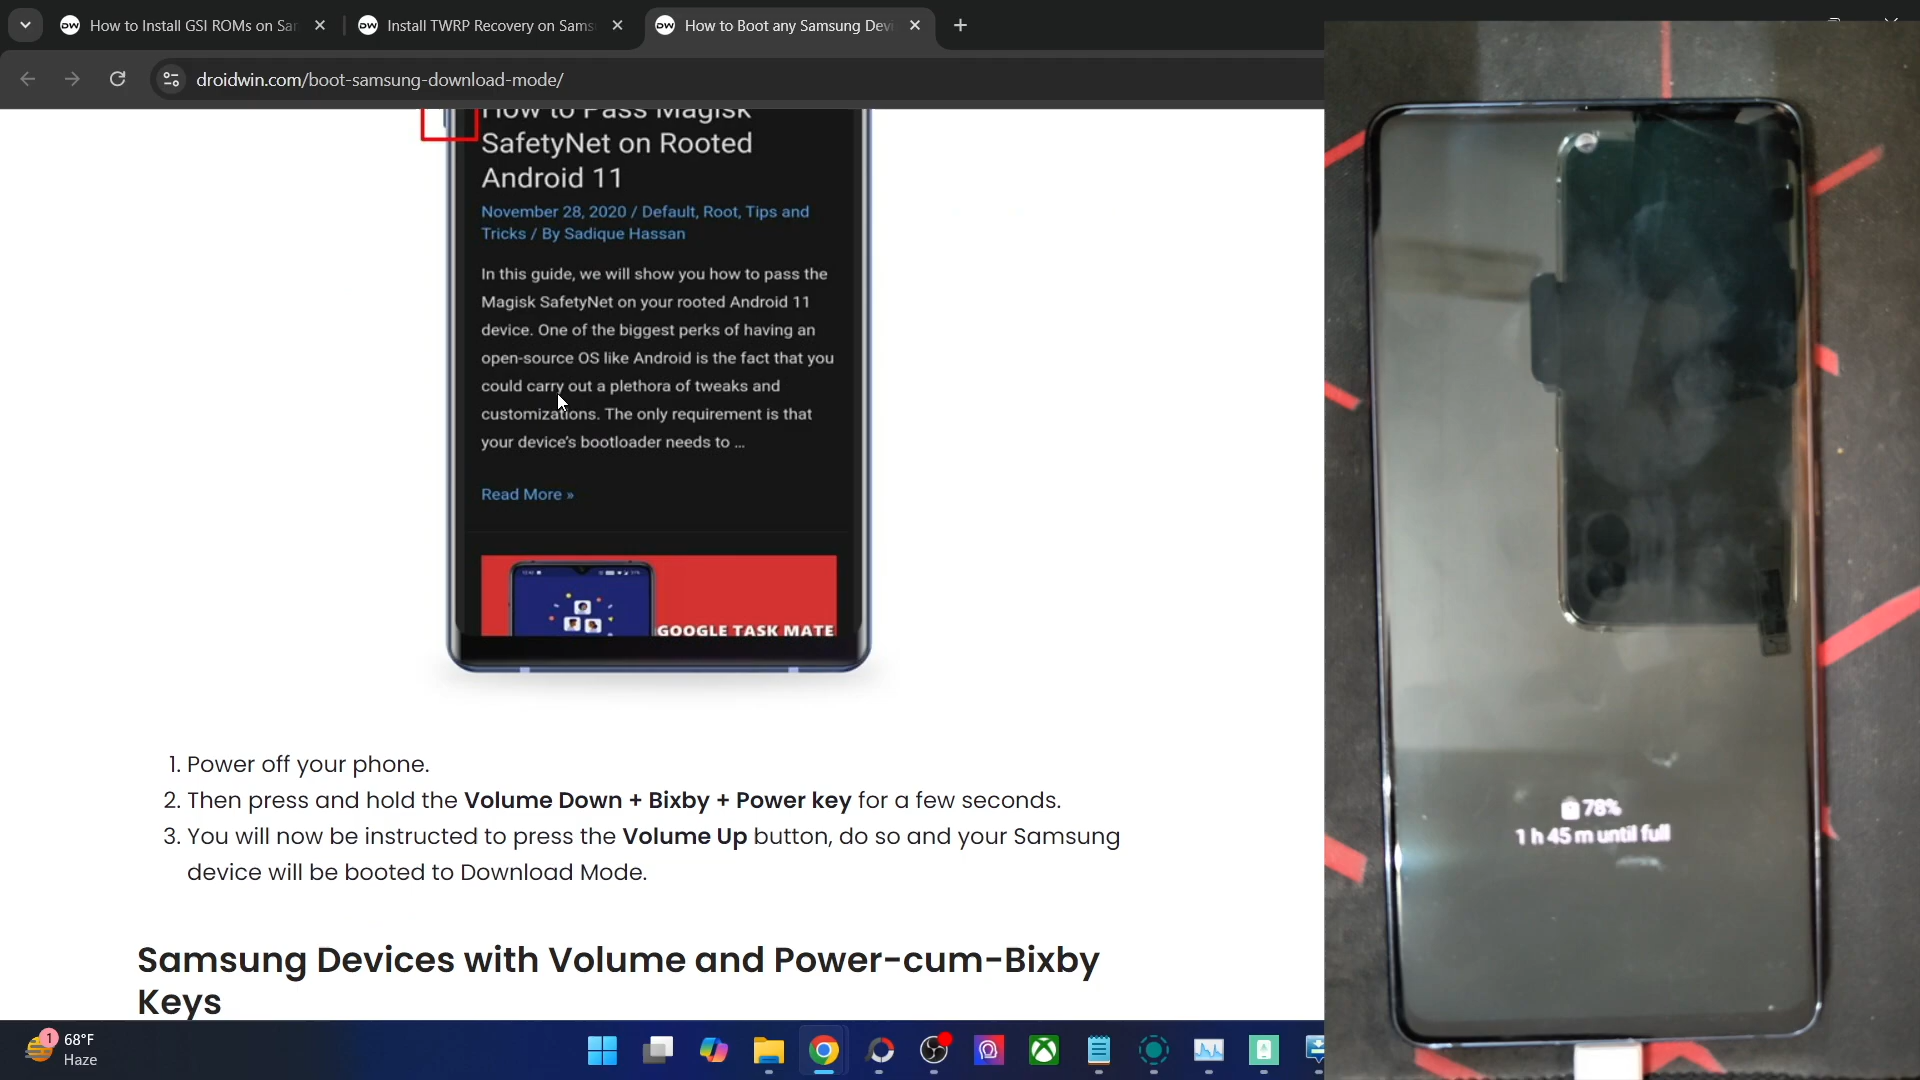 How to Install GSI ROMs on Sa
Install TWRP Recovery on Sams
How to Boot any Samsung Devi
droidwin.com/boot-samsung-download-mode/
How to Pass Magisk
SafetyNet on Rooted
Android 11
November 28, 2020 / Default, Root, Tips and
Tricks / By Sadique Hassan
In this guide, we will show you how to pass the
Magisk SafetyNet on your rooted Android 11
device. One of the biggest perks of having an
open-source OS like Android is the fact that you
could carry out a plethora of tweaks and
customizations. The only requirement is that
your device's bootloader needs to ...
Read More »
GOOGLE TASK MATE
1. Power off your phone.
2. Then press and hold the Volume Down + Bixby + Power key for a few seconds.
3. You will now be instructed to press the Volume Up button, do so and your Samsung
device will be booted to Download Mode.
Samsung Devices with Volume and Power-cum-Bixby
Keys
78%
1 h 45 m until full
1
68°F
Haze